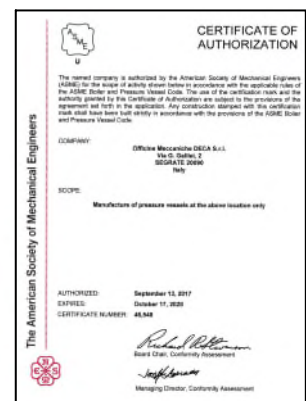 ASME
U
CERTIFICATE OF
AUTHORIZATION
The named company is authorized by the American Society of Mechanical Engineers
(ASME) for the scope of activity shown below in accordance with the applicable rules of
the ASME Boiler and Pressure Vessel Code. The use of the certification mark and the
authority granted by this Certificate of Authorization are subject to the provisions of the
agreement set forth in the application. Any construction stamped with this certification
mark shall have been built strictly in accordance with the provisions of the ASME Boiler
and Pressure Vessel Code.
COMPANY:
Officine Meccaniche DECA S.r.l.
Via G. Galilei, 2
SEGRATE 20090
Italy
SCOPE:
Manufacture of pressure vessels at the above location only
AUTHORIZED: September 13, 2017
EXPIRES: October 17, 2020
CERTIFICATE NUMBER:
Board Chair, Conformity Assessment
Managing Director, Conformity Assessment
The American Society of Mechanical Engineers